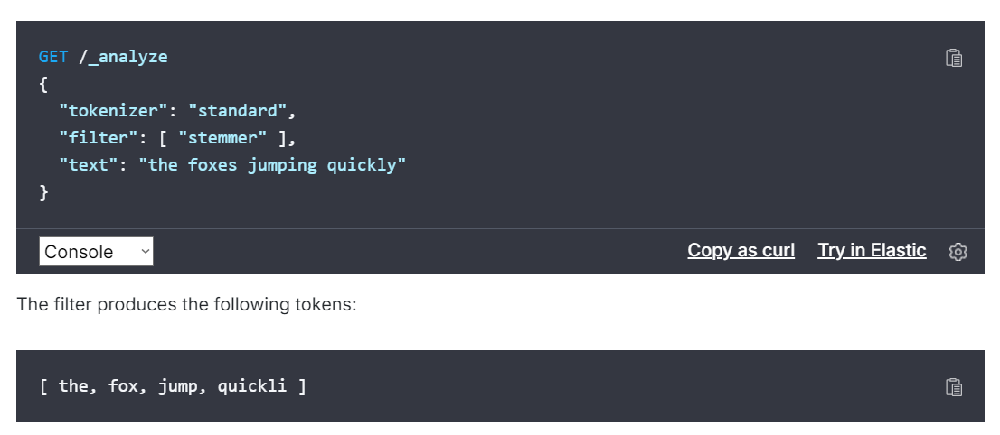 GET /_analyze
{
  "tokenizer": "standard",
  "filter": [ "stemmer" ],
  "text": "the foxes jumping quickly"
}
Console Copy as curl Try in Elastic
The filter produces the following tokens:
[ the, fox, jump, quickli ]